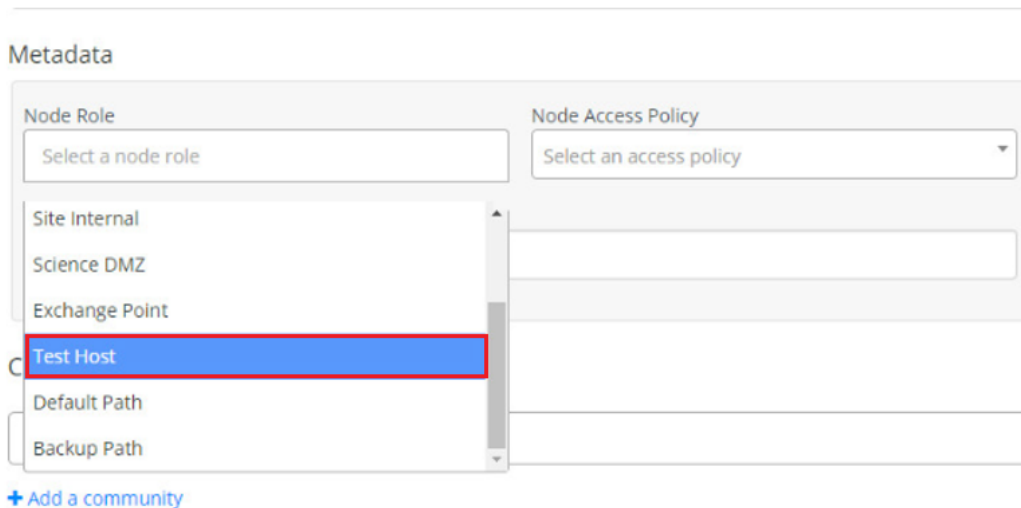 Metadata
Node Role
Node Access Policy
Select a node role
Select an access policy
Site Internal
Science DMZ
Exchange Point
Test Host
C
Default Path
Backup Path
+ Add a community